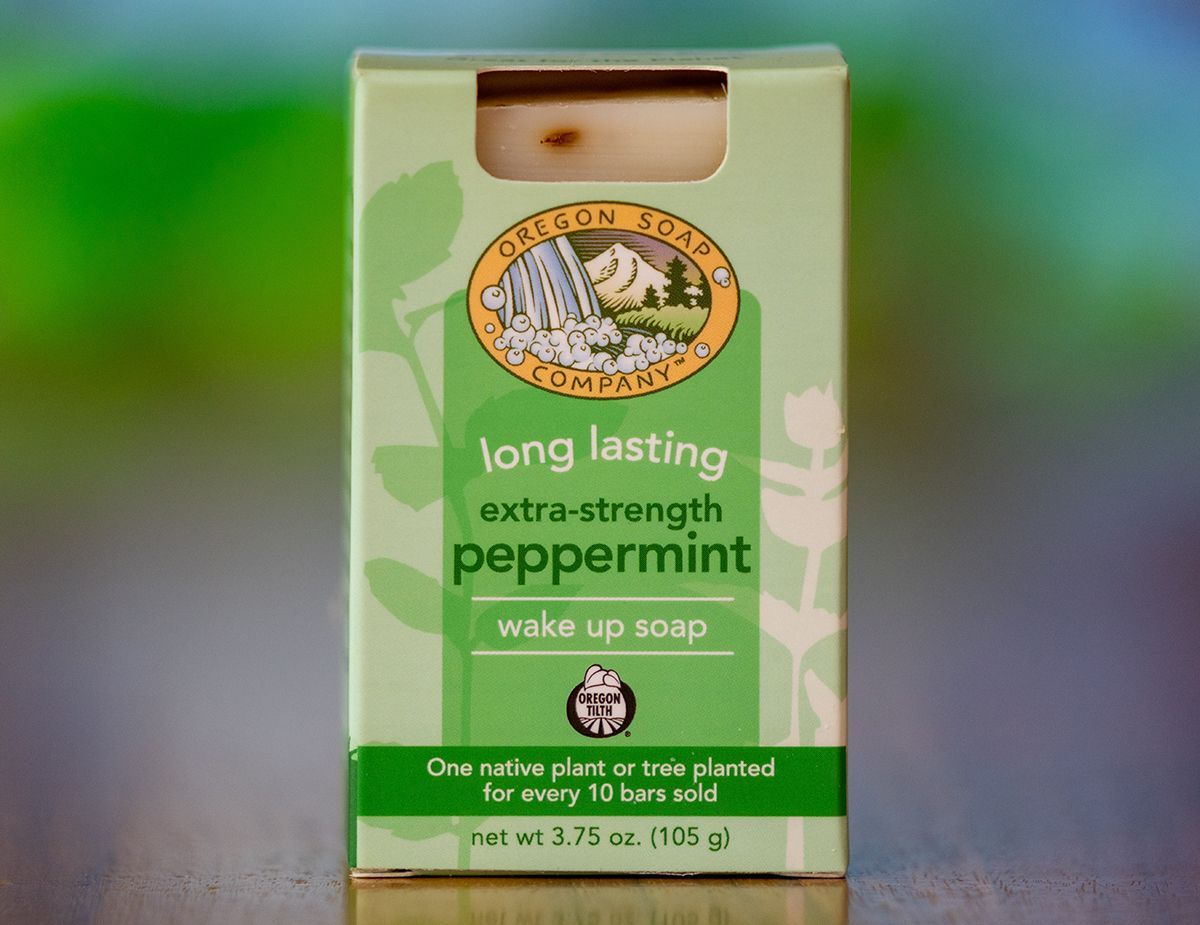 OREGON SOAP
COMPANY™
long lasting
extra-strength
peppermint
wake up soap
OREGON
TILTH
®
One native plant or tree planted
for every 10 bars sold
net wt 3.75 oz. (105 g)